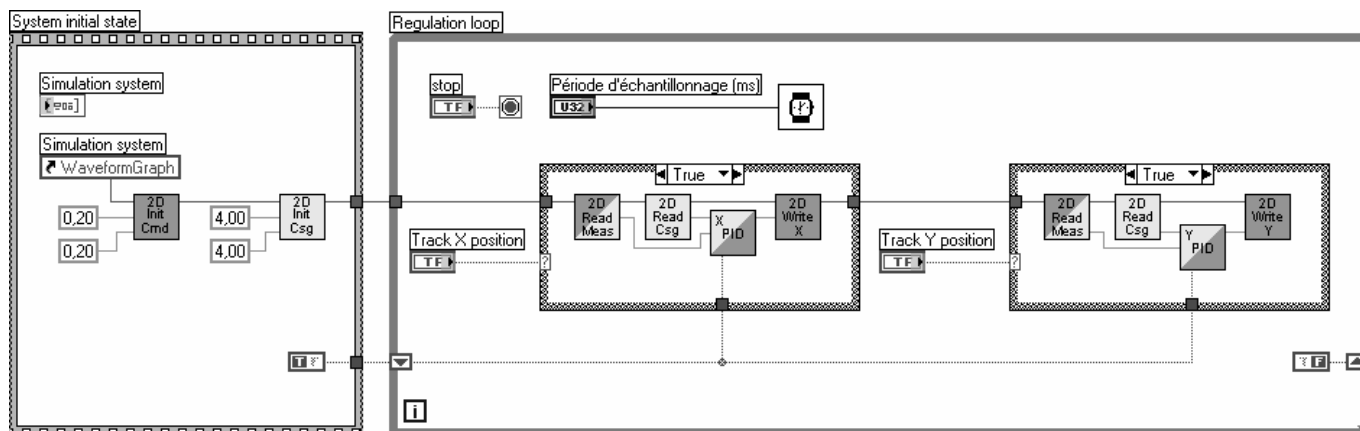 System initial state
Simulation system
Simulation system
WaveformGraph
2D
Init
Cmd
0,20
0,20
2D
Init
Csg
4,00
4,00
T
Regulation loop
stop
TF
Période d'échantillonnage (ms)
U32
Track X position
TF
?
True
2D
Read
Meas
2D
Read
Csg
X
PID
2D
Write
X
Track Y position
TF
?
True
2D
Read
Meas
2D
Read
Csg
Y
PID
2D
Write
Y
F
i